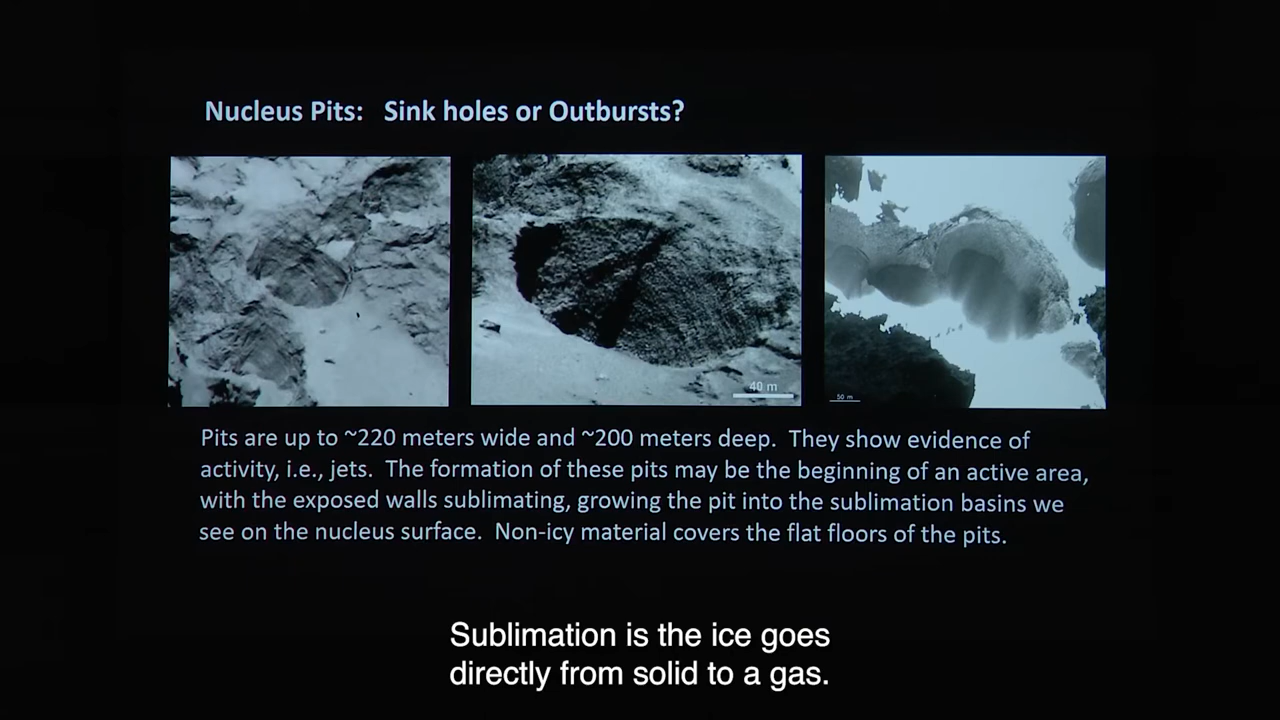 Nucleus Pits: Sink holes or Outbursts?
40 m
50 m
Pits are up to ~220 meters wide and ~200 meters deep. They show evidence of
activity, i.e., jets. The formation of these pits may be the beginning of an active area,
with the exposed walls sublimating, growing the pit into the sublimation basins we
see on the nucleus surface. Non-icy material covers the flat floors of the pits.
Sublimation is the ice goes
directly from solid to a gas.